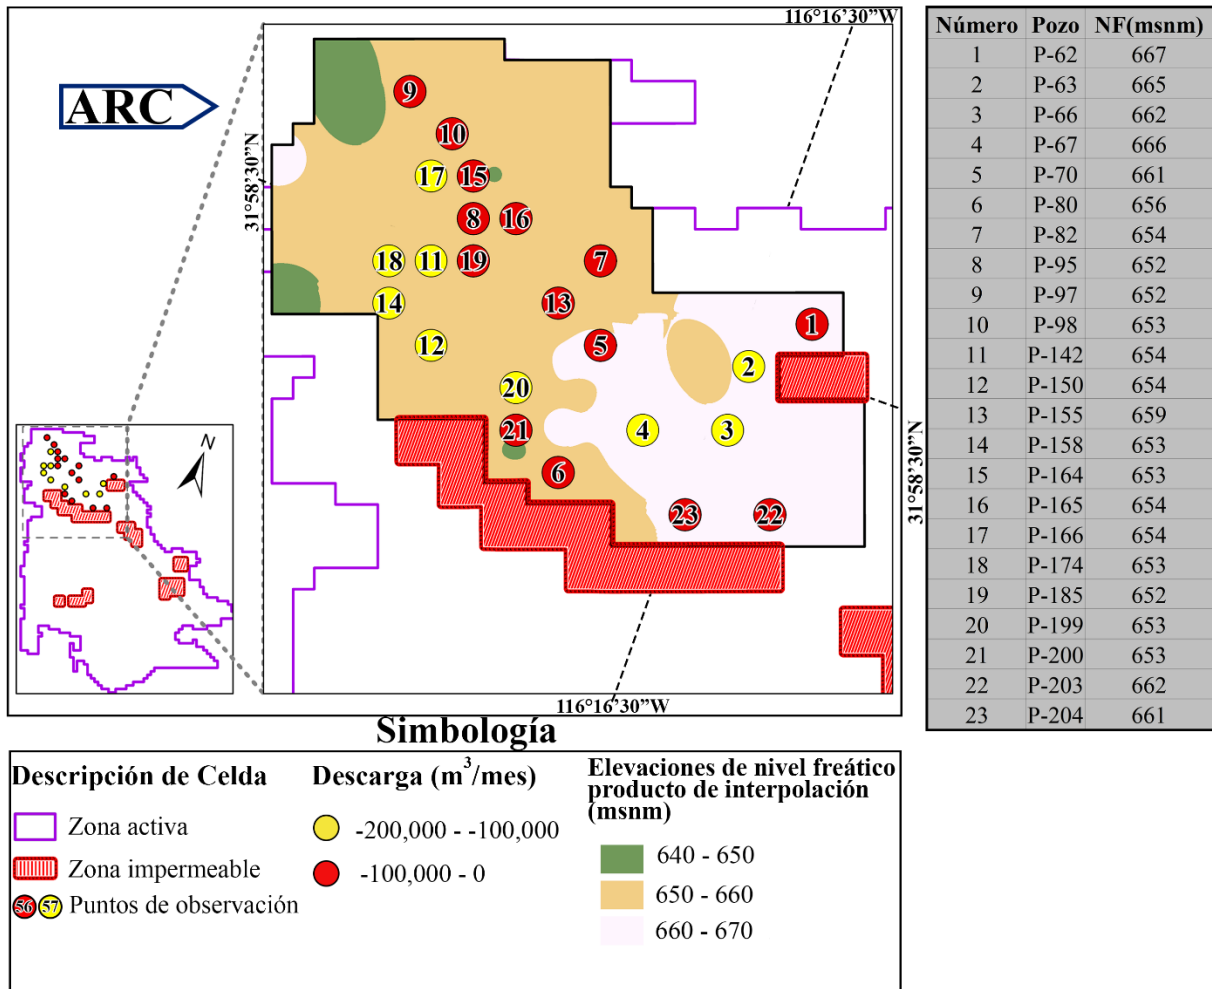 116°16'30”W
ARC
31°58'30”N
9
10
17
15
8
16
18
11
19
7
14
13
1
12
5
2
20
21
4
3
6
23
22
31°58'30”N
N
116°16'30”W
Número Pozo NF(msnm)
1 P-62 667
2 P-63 665
3 P-66 662
4 P-67 666
5 P-70 661
6 P-80 656
7 P-82 654
8 P-95 652
9 P-97 652
10 P-98 653
11 P-142 654
12 P-150 654
13 P-155 659
14 P-158 653
15 P-164 653
16 P-165 654
17 P-166 654
18 P-174 653
19 P-185 652
20 P-199 653
21 P-200 653
22 P-203 662
23 P-204 661
Simbología
Descripción de Celda
Zona activa
Zona impermeable
56 57 Puntos de observación
Descarga (m³/mes)
-200,000 - -100,000
-100,000 - 0
Elevaciones de nivel freático
producto de interpolación
(msnm)
640 - 650
650 - 660
660 - 670